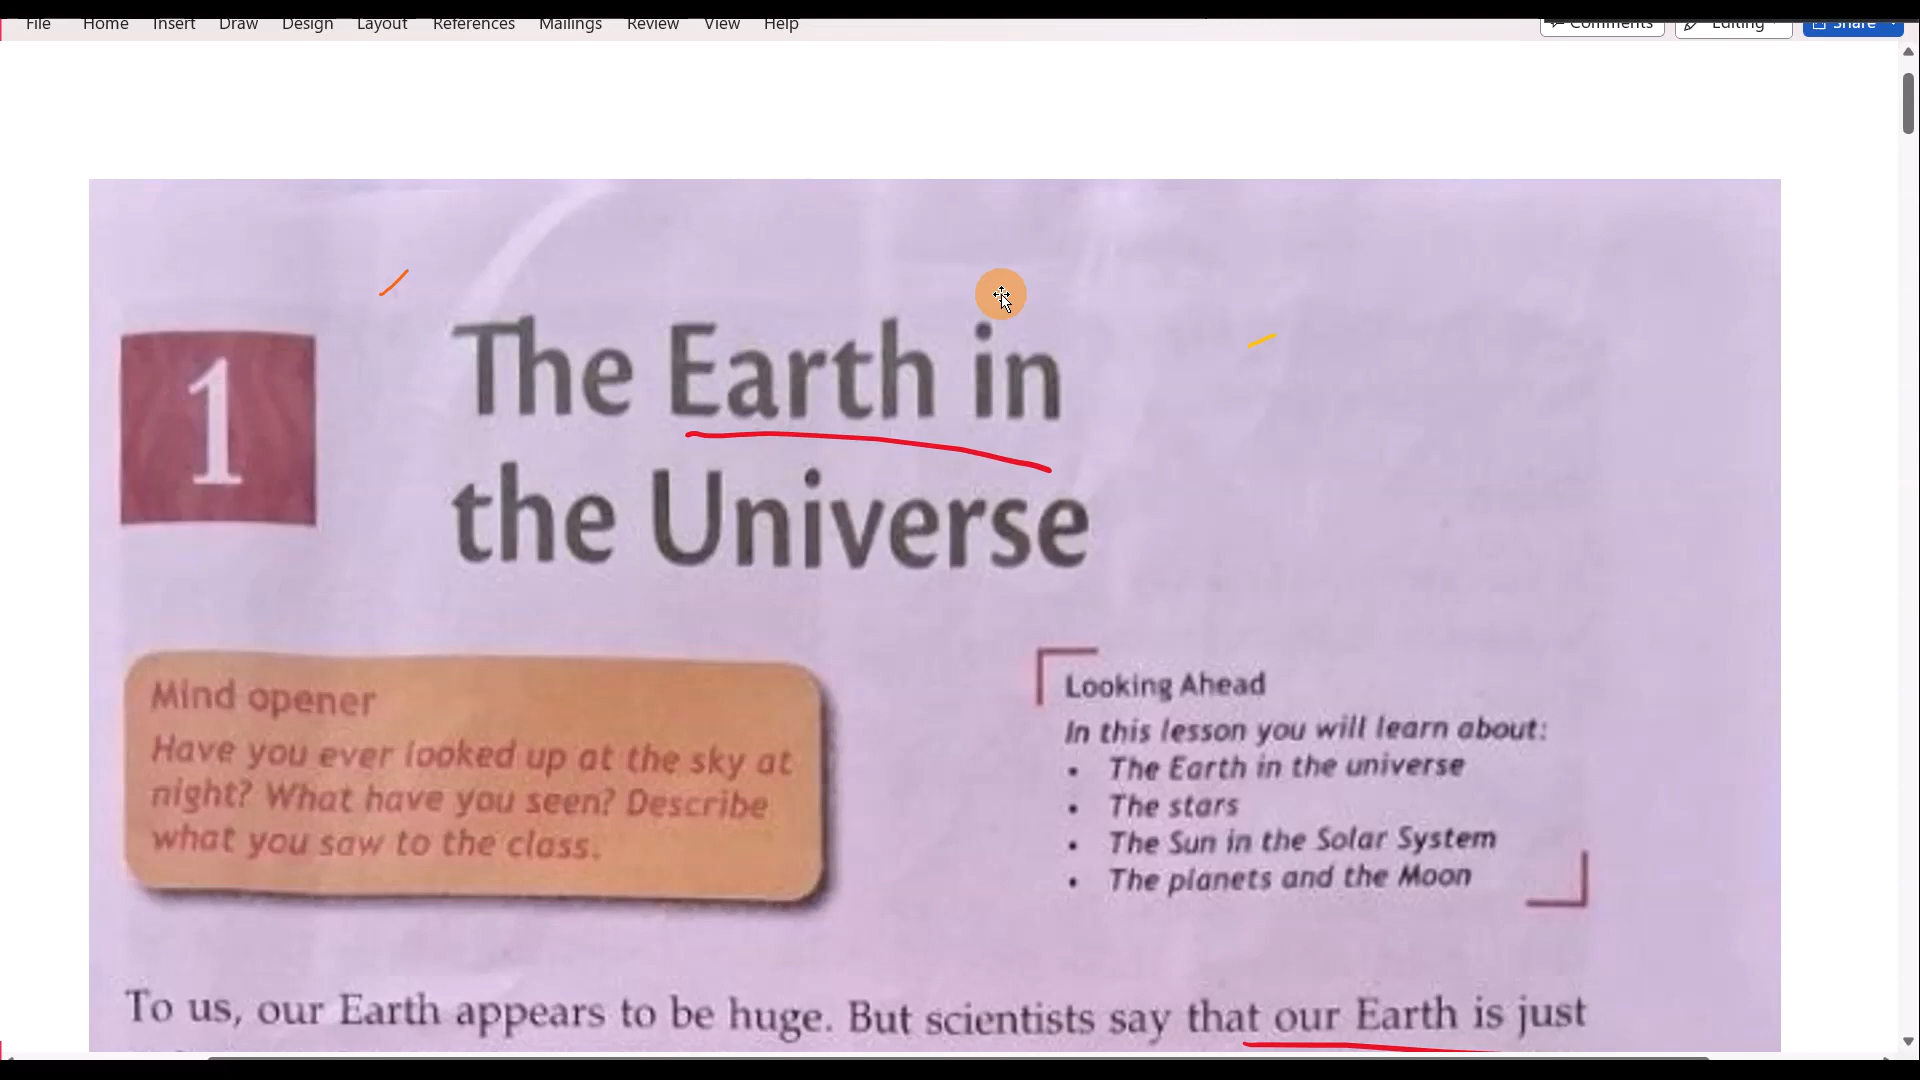 File Home Insert Draw Design Layout References Mailings Review View Help Comments Editing Share
1
The Earth in
the Universe
Mind opener
Have you ever looked up at the sky at
night? What have you seen? Describe
what you saw to the class.
Looking Ahead
In this lesson you will learn about:
• The Earth in the universe
• The stars
• The Sun in the Solar System
• The planets and the Moon
To us, our Earth appears to be huge. But scientists say that our Earth is just